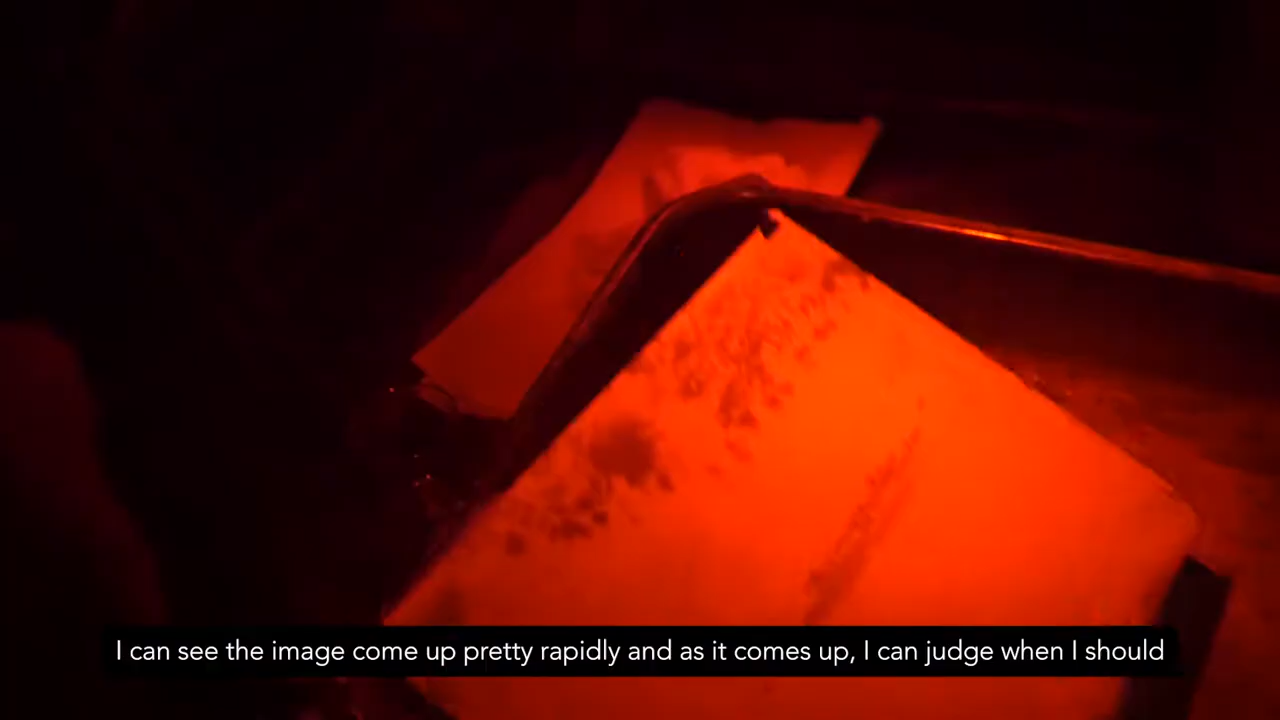 I can see the image come up pretty rapidly and as it comes up, I can judge when I should